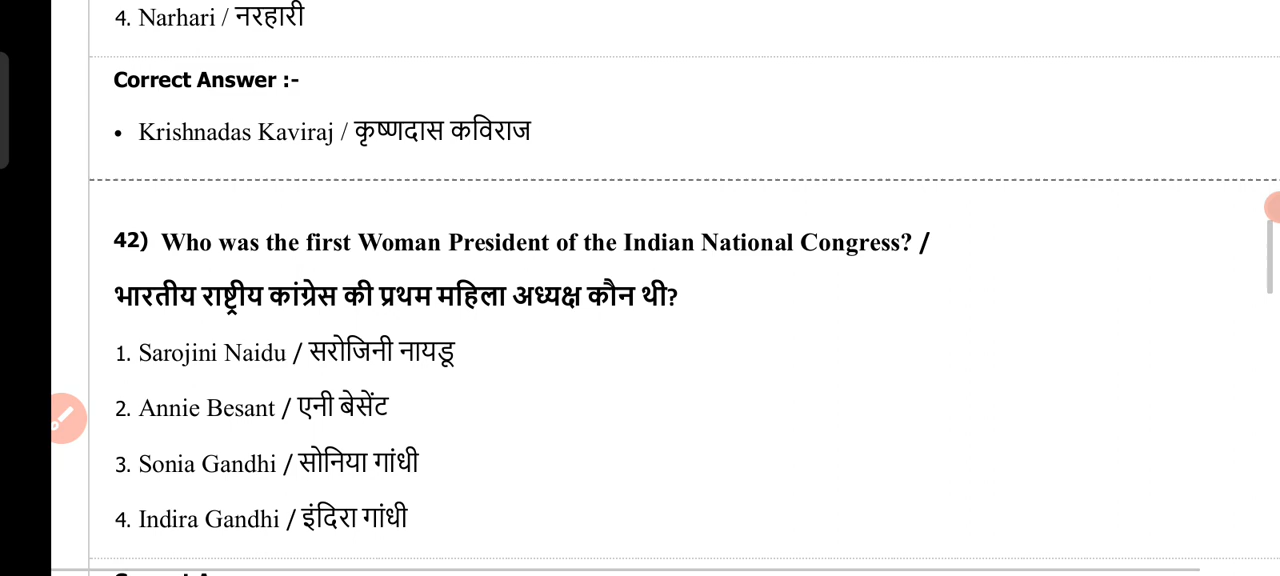 4. Narhari / नरहारी
Correct Answer :-
• Krishnadas Kaviraj / कृष्णदास कविराज
42) Who was the first Woman President of the Indian National Congress? /
भारतीय राष्ट्रीय कांग्रेस की प्रथम महिला अध्यक्ष कौन थी?
1. Sarojini Naidu / सरोजिनी नायडू
2. Annie Besant / एनी बेसेंट
3. Sonia Gandhi / सोनिया गांधी
4. Indira Gandhi / इंदिरा गांधी